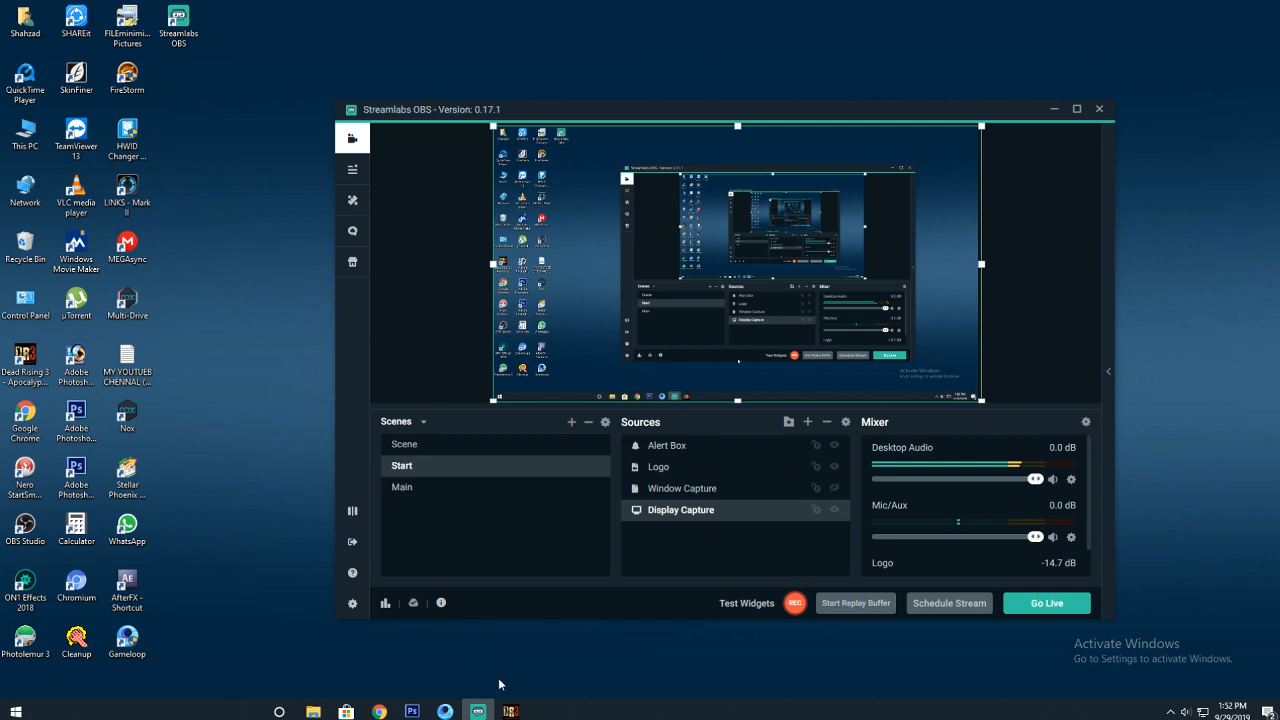 Shahzad
SHAREit
FILEminimi...
Pictures
Streamlabs
OBS
QuickTime
Player
SkinFiner
FireStorm
This PC
TeamViewer
13
HWID
Changer ...
Network
VLC media
player
LINKS - Mark
II
Recycle Bin
Windows
Movie Maker
MEGAsync
Control Panel
µTorrent
Multi-Drive
Dead Rising 3
- Apocalyp...
Adobe
Photosh...
MY YOUTUEB
CHENNAL (...
Google
Chrome
Adobe
Photosho...
Nox
Nero
StartSm...
Adobe
Photosh...
Stellar
Phoenix ...
OBS Studio
Calculator
WhatsApp
ON1 Effects
2018
Chromium
AfterFX -
Shortcut
Photolemur 3
Cleanup
Gameloop
Streamlabs OBS - Version: 0.17.1
Scenes
Scene
Start
Main
Sources
Alert Box
Logo
Window Capture
Display Capture
Mixer
Desktop Audio 0.0 dB
Mic/Aux 0.0 dB
Logo -14.7 dB
Test Widgets REC Start Replay Buffer Schedule Stream Go Live
Activate Windows
Go to Settings to activate Windows.
1:52 PM
9/29/2019